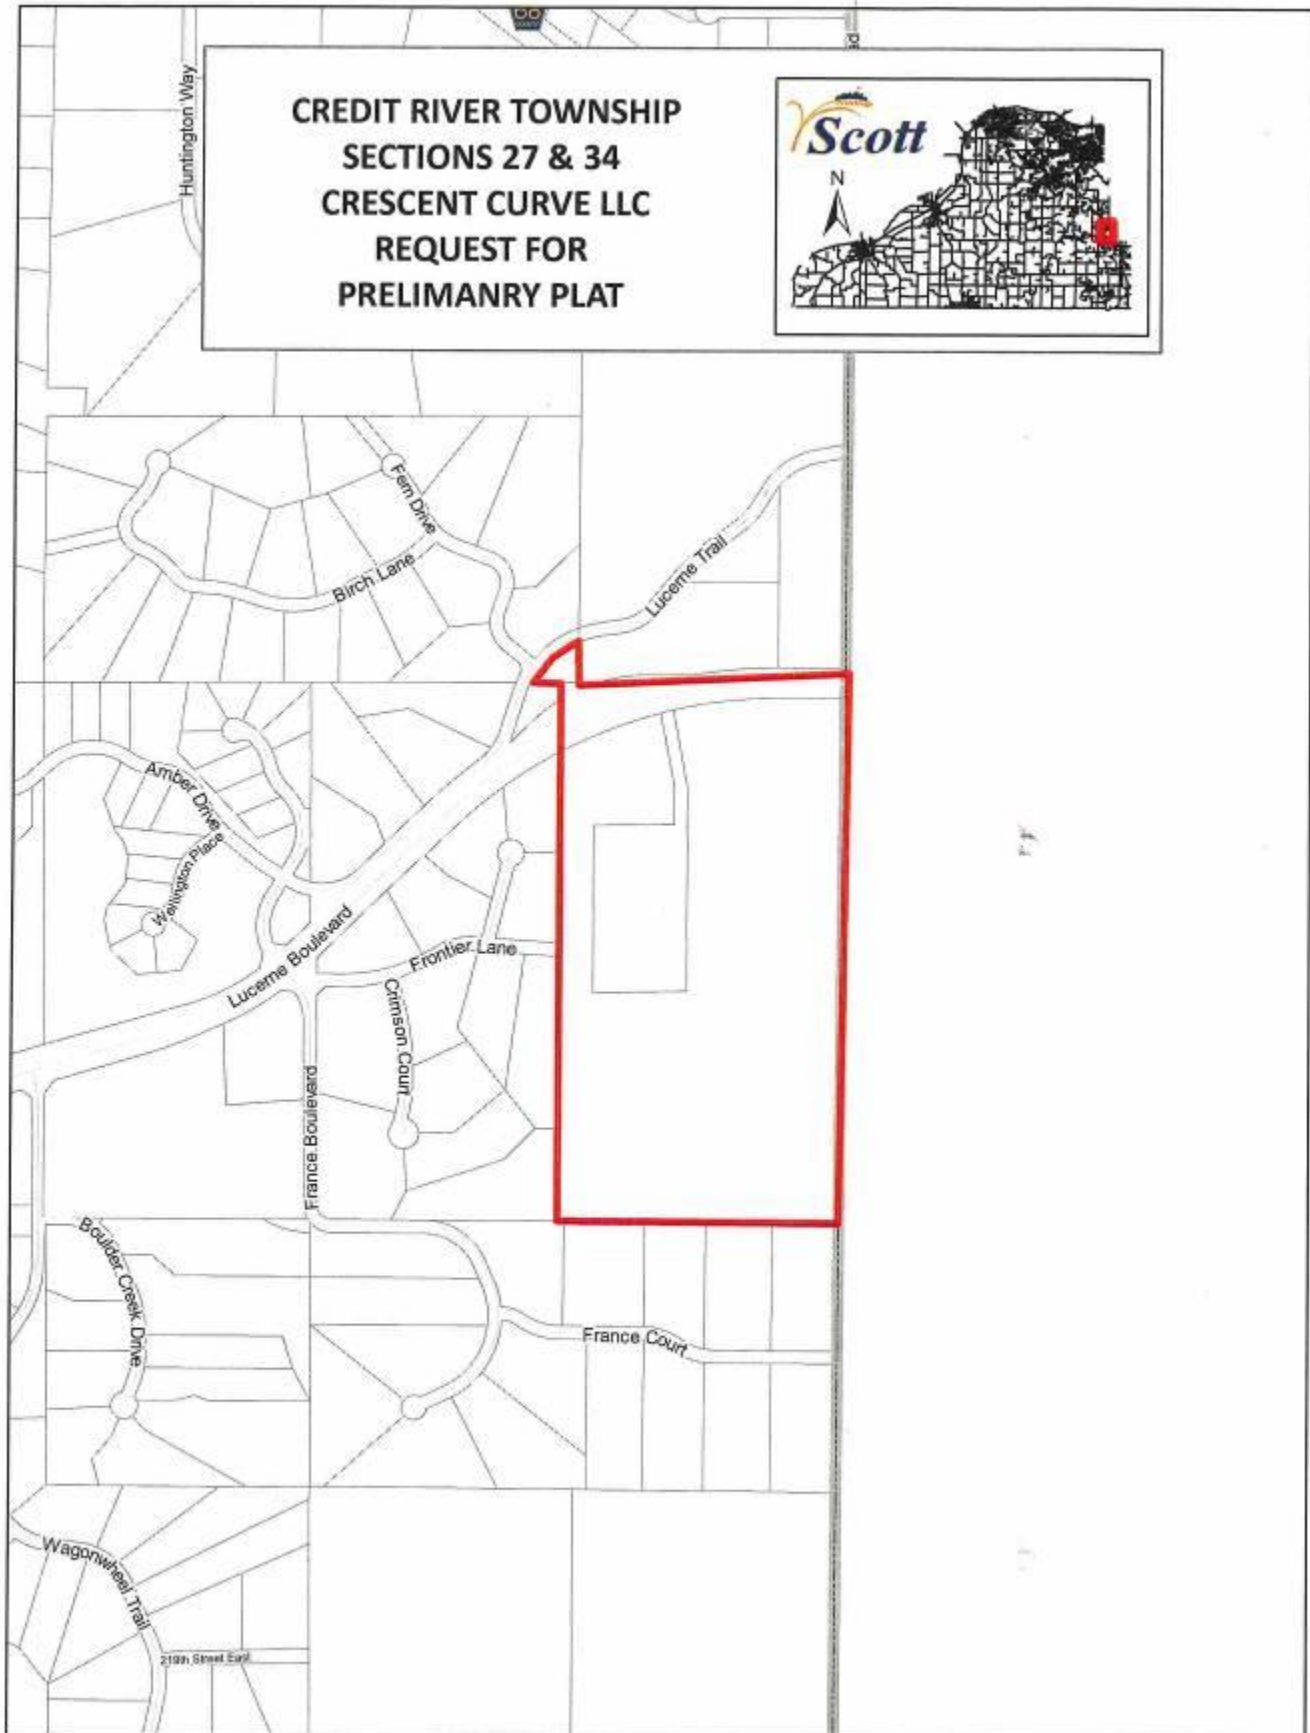 66
Huntington Way
CREDIT RIVER TOWNSHIP
SECTIONS 27 & 34
CRESCENT CURVE LLC
REQUEST FOR
PRELIMANRY PLAT
Scott
N
Fern Drive
Birch Lane
Lucerne Trail
Amber Drive
Wellington Place
Lucerne Boulevard
Frontier Lane
Crimson Court
France Boulevard
Boulder Creek Drive
France Court
Wagonwheel Trail
219th Street East